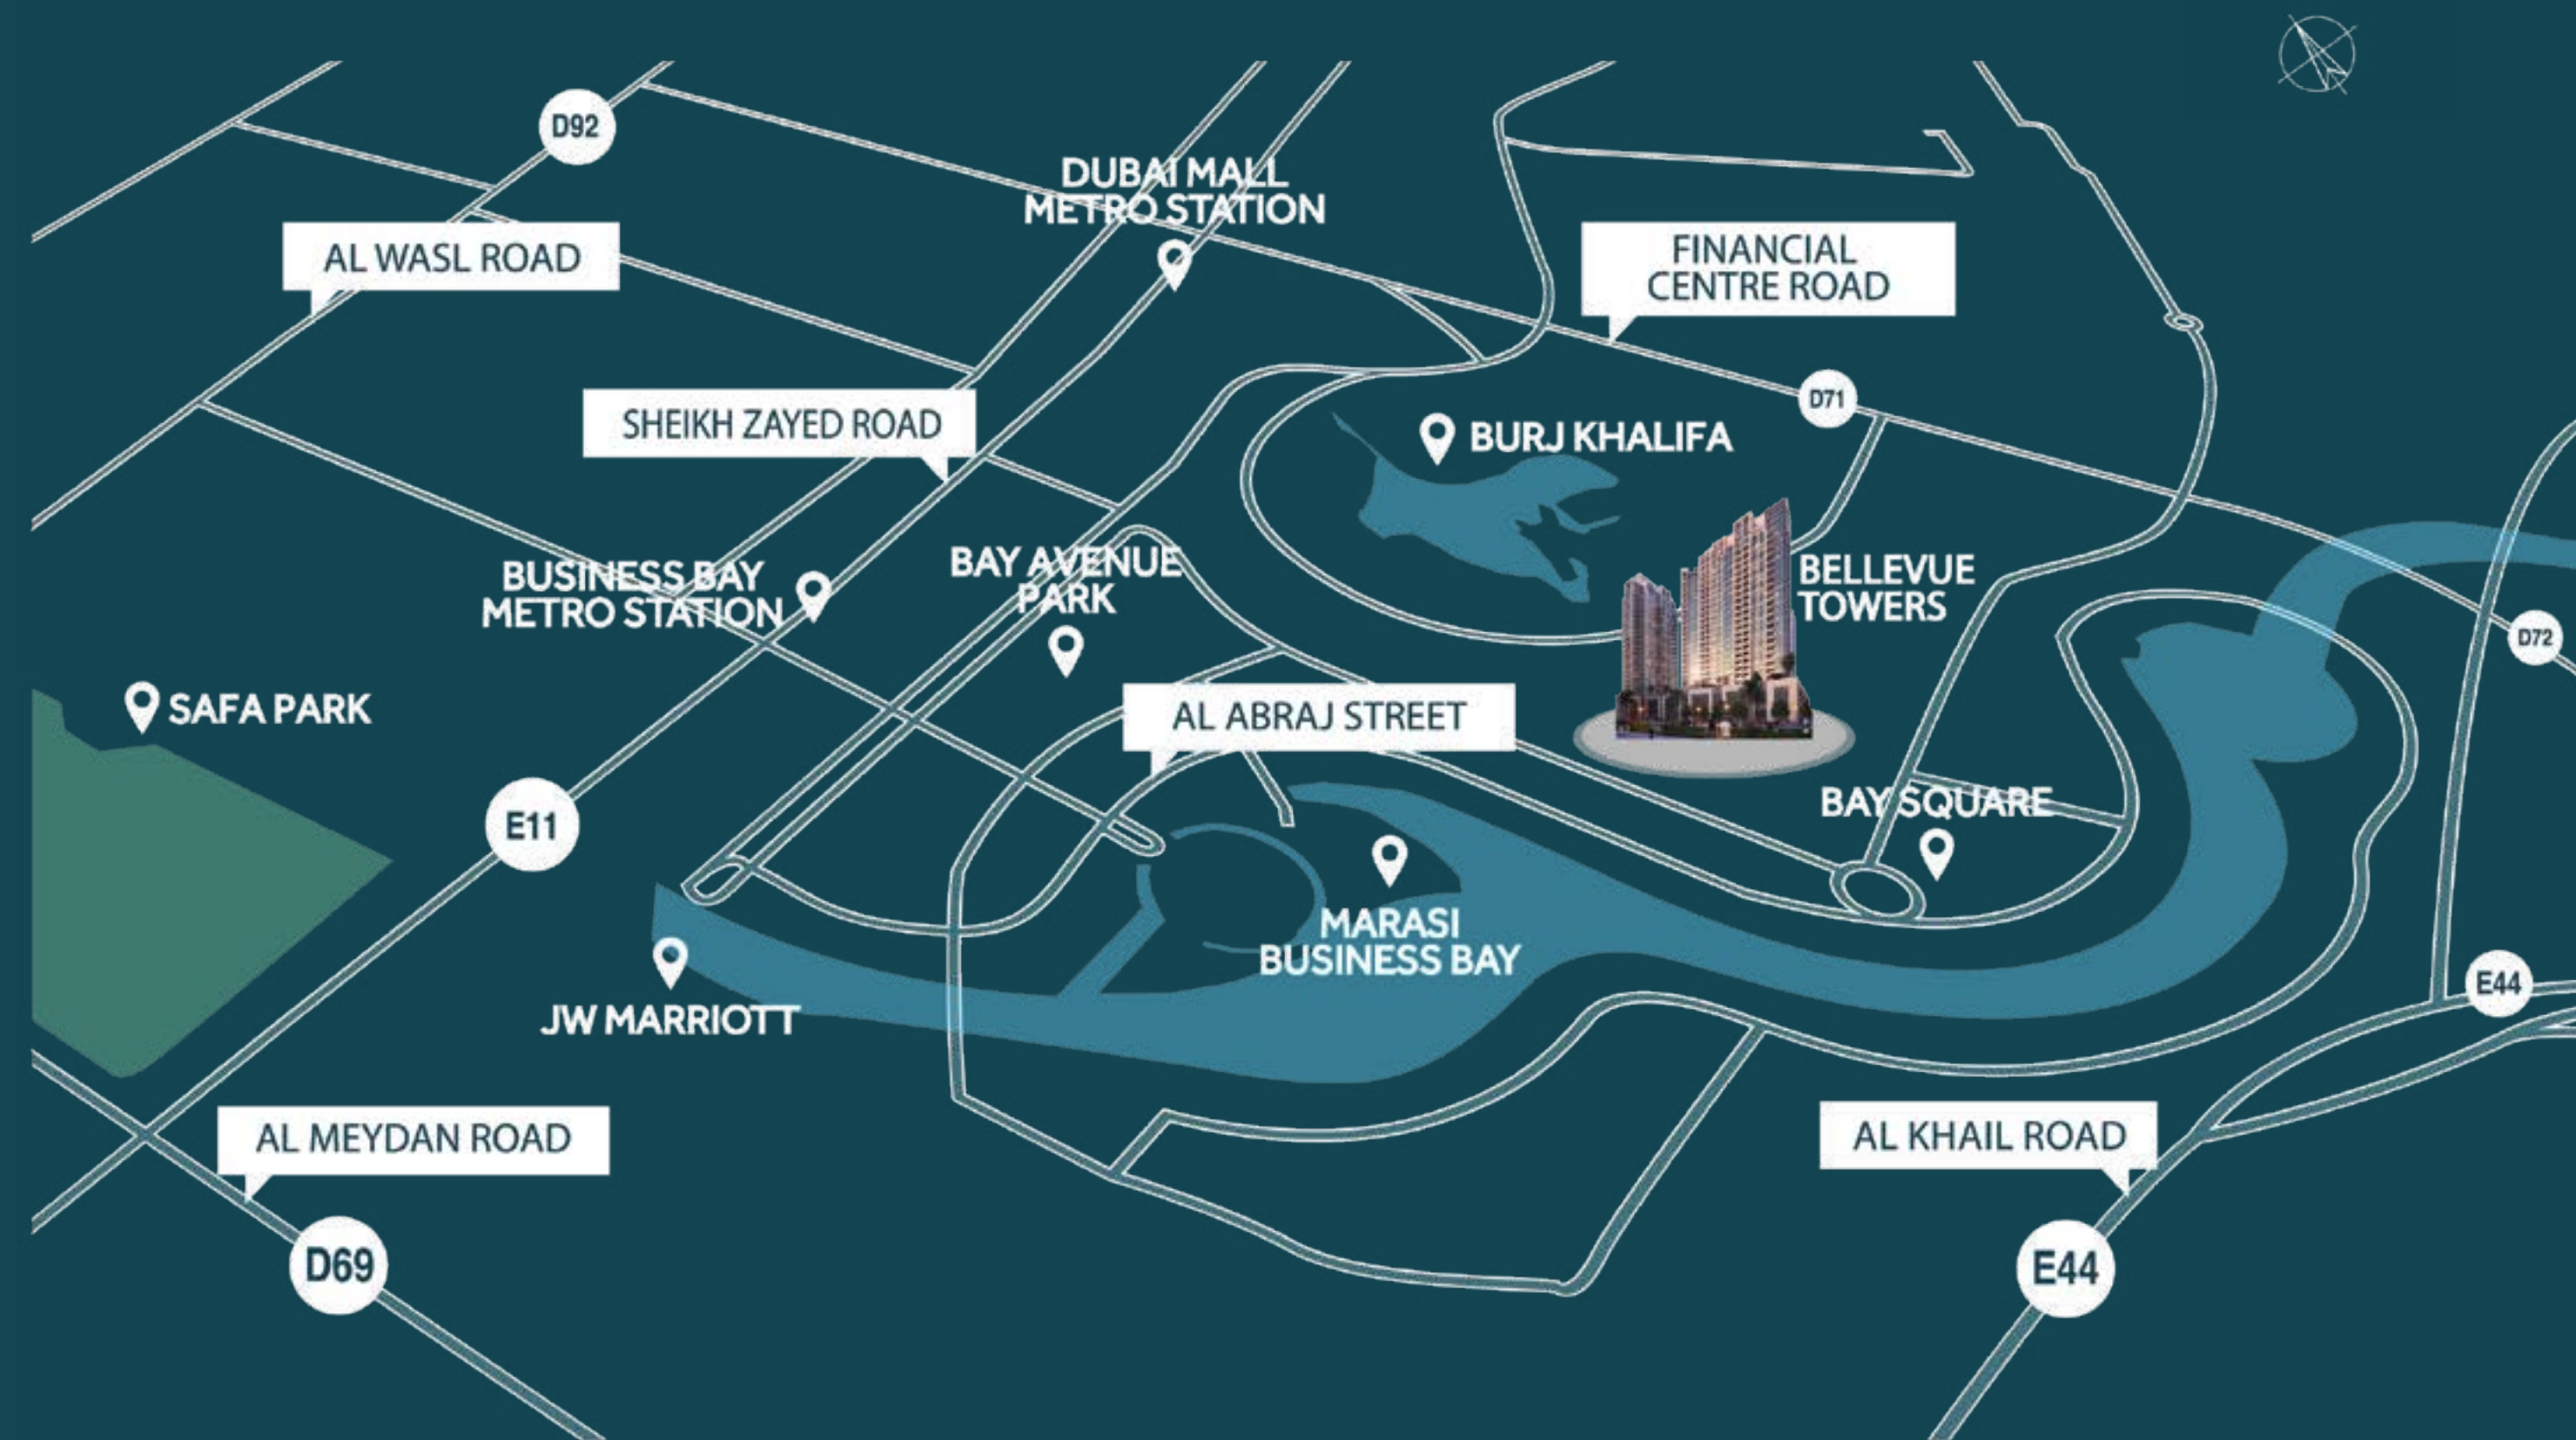 D92
DUBAI MALL
METRO STATION
AL WASL ROAD
FINANCIAL
CENTRE ROAD
D71
SHEIKH ZAYED ROAD
BURJ KHALIFA
BUSINESS BAY
METRO STATION
BAY AVENUE
PARK
BELLEVUE
TOWERS
D72
SAFA PARK
AL ABRAJ STREET
E11
BAY SQUARE
MARASI
BUSINESS BAY
JW MARRIOTT
E44
AL MEYDAN ROAD
AL KHAIL ROAD
D69
E44